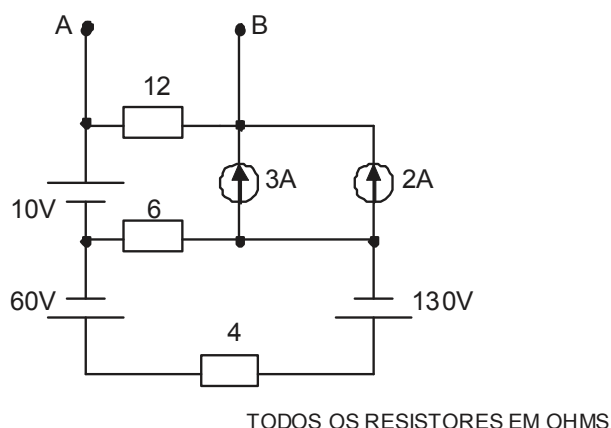 A
B
12
3A
2A
10V
6
60V
130V
4
TODOS OS RESISTORES EM OHMS